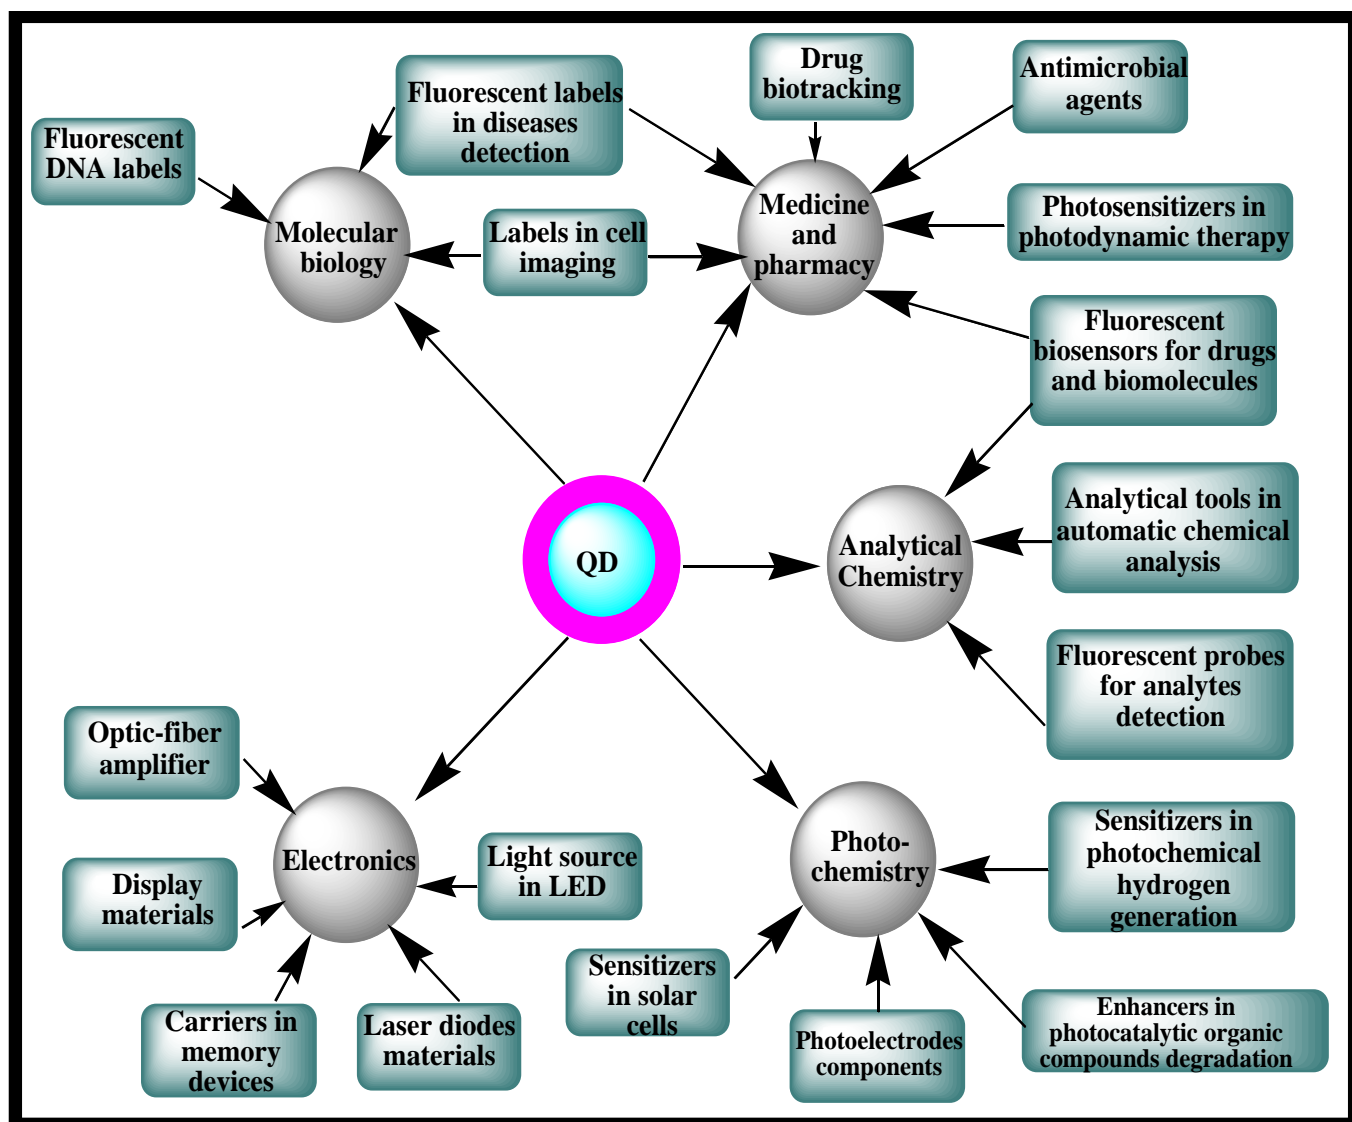 Drug
biotracking
Antimicrobial
agents
Fluorescent labels
in diseases
detection
Fluorescent
DNA labels
Molecular
biology
Labels in cell
imaging
Medicine
and
pharmacy
Photosensitizers in
photodynamic therapy
Fluorescent
biosensors for drugs
and biomolecules
QD
Analytical
Chemistry
Analytical tools in
automatic chemical
analysis
Fluorescent probes
for analytes
detection
Optic-fiber
amplifier
Electronics
Light source
in LED
Display
materials
Carriers in
memory
devices
Laser diodes
materials
Photo-
chemistry
Sensitizers in
photochemical
hydrogen
generation
Sensitizers
in solar
cells
Photoelectrodes
components
Enhancers in
photocatalytic organic
compounds degradation